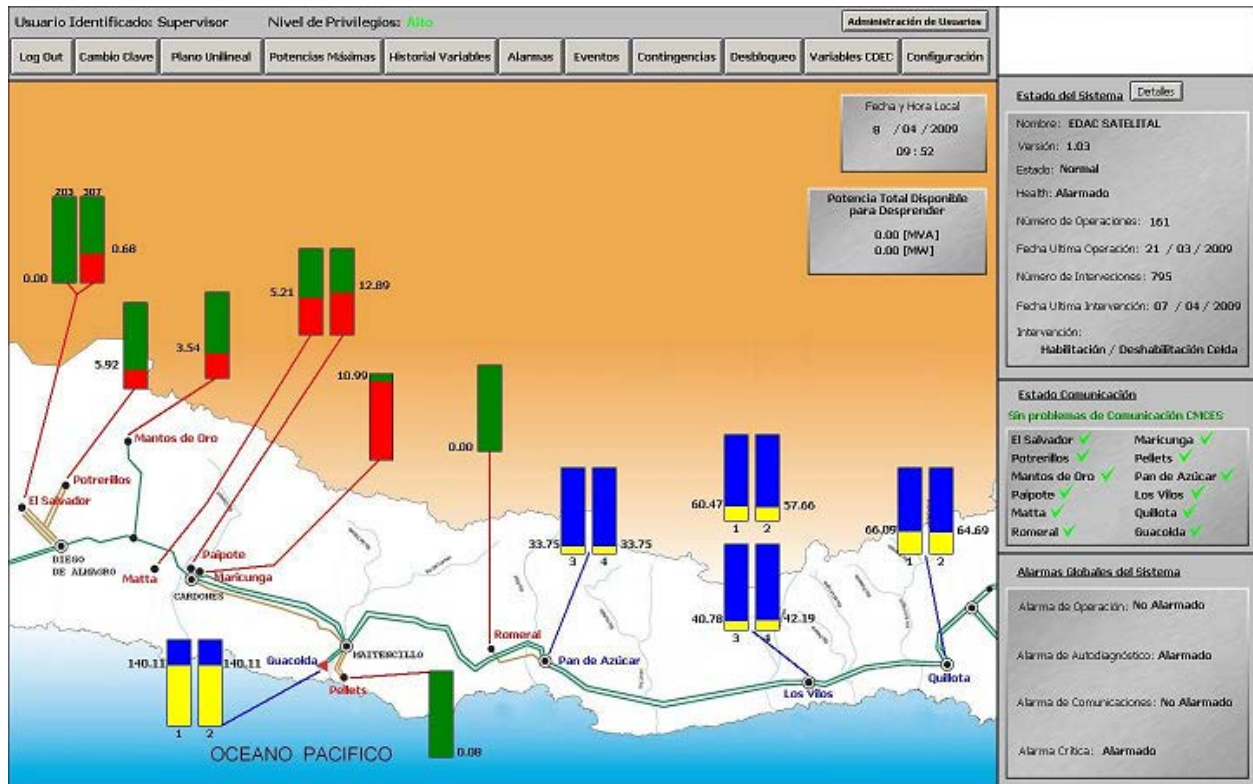 Usuario Identificado: Supervisor
Nivel de Privilegios: Alto
Administración de Usuarios
Log Out
Cambio Clave
Plano Unilineal
Potencias Máximas
Historial Variables
Alarmas
Eventos
Contingencias
Desbloqueo
Variables CDEC
Configuración
Fecha y Hora Local
8 / 04 / 2009
09 : 52
Potencia Total Disponible
para Desprender
0.00 [MVA]
0.00 [MW]
203 307
0.00
0.68
5.92
3.54
5.21
12.89
10.99
0.00
Mantos de Oro
Potrerillos
El Salvador
DIEGO
DE ALMAGRO
Matta
Paipote
Maricunga
CARDONES
33.75
33.75
3 4
60.47
57.66
1 2
40.78
42.19
3 4
66.09
64.69
1 2
140.11
140.11
1 2
Guacolda
MAITENCILLO
Pellets
0.08
Romeral
Pan de Azúcar
Los Vilos
Quillota
OCEANO PACIFICO
Estado del Sistema
Detalles
Nombre: EDAC SATELITAL
Versión: 1.03
Estado: Normal
Health: Alarmado
Número de Operaciones: 161
Fecha Ultima Operación: 21 / 03 / 2009
Número de Interveciones: 795
Fecha Ultima Intervención: 07 / 04 / 2009
Intervención:
Habilitación / Deshabilitación Celda
Estado Comunicación
Sin problemas de Comunicación CMCES
El Salvador
Maricunga
Potrerillos
Pellets
Mantos de Oro
Pan de Azúcar
Paipote
Los Vilos
Matta
Quillota
Romeral
Guacolda
Alarmas Globales del Sistema
Alarma de Operación: No Alarmado
Alarma de Autodiagnóstico: Alarmado
Alarma de Comunicaciones: No Alarmado
Alarma Crítica: Alarmado